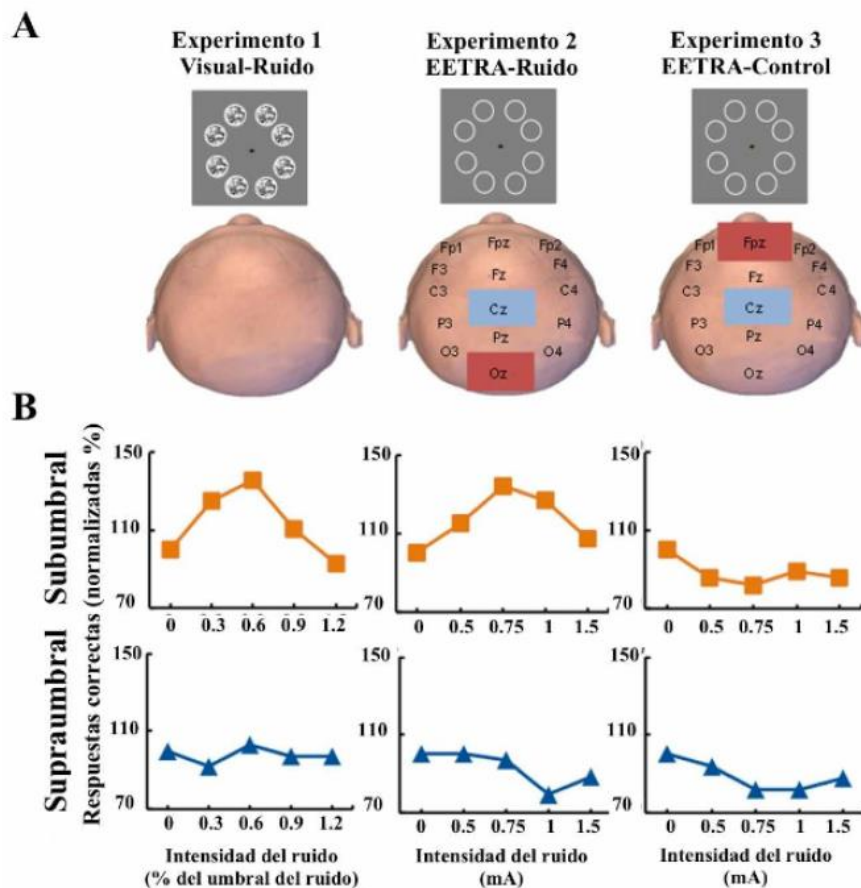 A
Experimento 1
Visual-Ruido
Experimento 2
EETRA-Ruido
Experimento 3
EETRA-Control
Fp1 Fpz Fp2
F3 Fz F4
C3 Cz C4
P3 Pz P4
O3 Oz O4
Fp1 Fpz Fp2
F3 Fz F4
C3 Cz C4
P3 Pz P4
O3 Oz O4
B
Subumbral
Supraumbral
Respuestas correctas (normalizadas %)
150
110
70
0 0.3 0.6 0.9 1.2
150
110
70
0 0.5 0.75 1 1.5
150
110
70
0 0.5 0.75 1 1.5
150
110
70
0 0.3 0.6 0.9 1.2
150
110
70
0 0.5 0.75 1 1.5
150
110
70
0 0.5 0.75 1 1.5
Intensidad del ruido
(% del umbral del ruido)
Intensidad del ruido
(mA)
Intensidad del ruido
(mA)